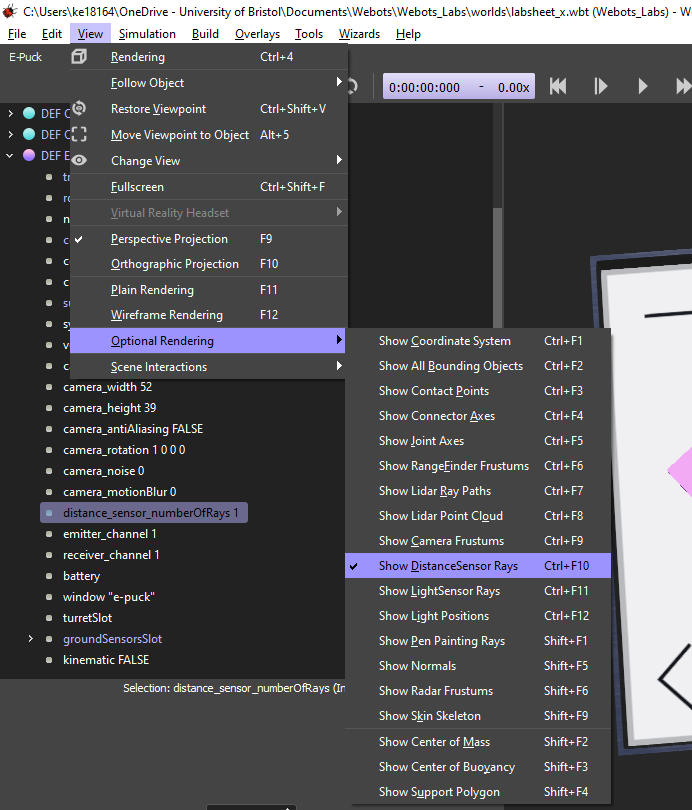 C:\Users\ke18164\OneDrive - University of Bristol\Documents\Webots\Webots_Labs\worlds\labsheet_x.wbt (Webots_Labs) - W
File Edit View Simulation Build Overlays Tools Wizards Help
E-Puck
Rendering Ctrl+4
Follow Object
0:00:00:000 - 0.00x
Restore Viewpoint Ctrl+Shift+V
DEF
Move Viewpoint to Object Alt+5
DEF
Change View
DEF E
Fullscreen Ctrl+Shift+F
Virtual Reality Headset
Perspective Projection F9
Orthographic Projection F10
Plain Rendering F11
Wireframe Rendering F12
Optional Rendering
Scene Interactions
Show Coordinate System Ctrl+F1
Show All Bounding Objects Ctrl+F2
Show Contact Points Ctrl+F3
Show Connector Axes Ctrl+F4
Show Joint Axes Ctrl+F5
Show RangeFinder Frustums Ctrl+F6
Show Lidar Ray Paths Ctrl+F7
Show Lidar Point Cloud Ctrl+F8
Show Camera Frustums Ctrl+F9
Show DistanceSensor Rays Ctrl+F10
Show LightSensor Rays Ctrl+F11
Show Light Positions Ctrl+F12
Show Pen Painting Rays Shift+F1
Show Normals Shift+F5
Show Radar Frustums Shift+F6
Show Skin Skeleton Shift+F9
Show Center of Mass Shift+F2
Show Center of Buoyancy Shift+F3
Show Support Polygon Shift+F4
camera_width 52
camera_height 39
camera_antiAliasing FALSE
camera_rotation 1 0 0 0
camera_noise 0
camera_motionBlur 0
distance_sensor_numberOfRays 1
emitter_channel 1
receiver_channel 1
battery
window "e-puck"
turretSlot
groundSensorsSlot
kinematic FALSE
Selection: distance_sensor_numberOfRays (In